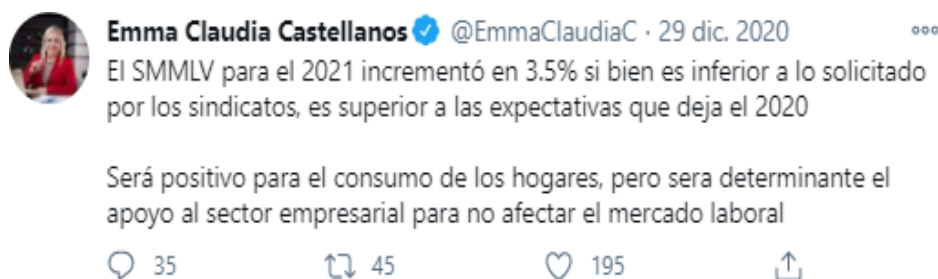 Emma Claudia Castellanos @EmmaClaudiaC · 29 dic. 2020
El SMMLV para el 2021 incrementó en 3.5% si bien es inferior a lo solicitado
por los sindicatos, es superior a las expectativas que deja el 2020
Será positivo para el consumo de los hogares, pero sera determinante el
apoyo al sector empresarial para no afectar el mercado laboral
35 45 195